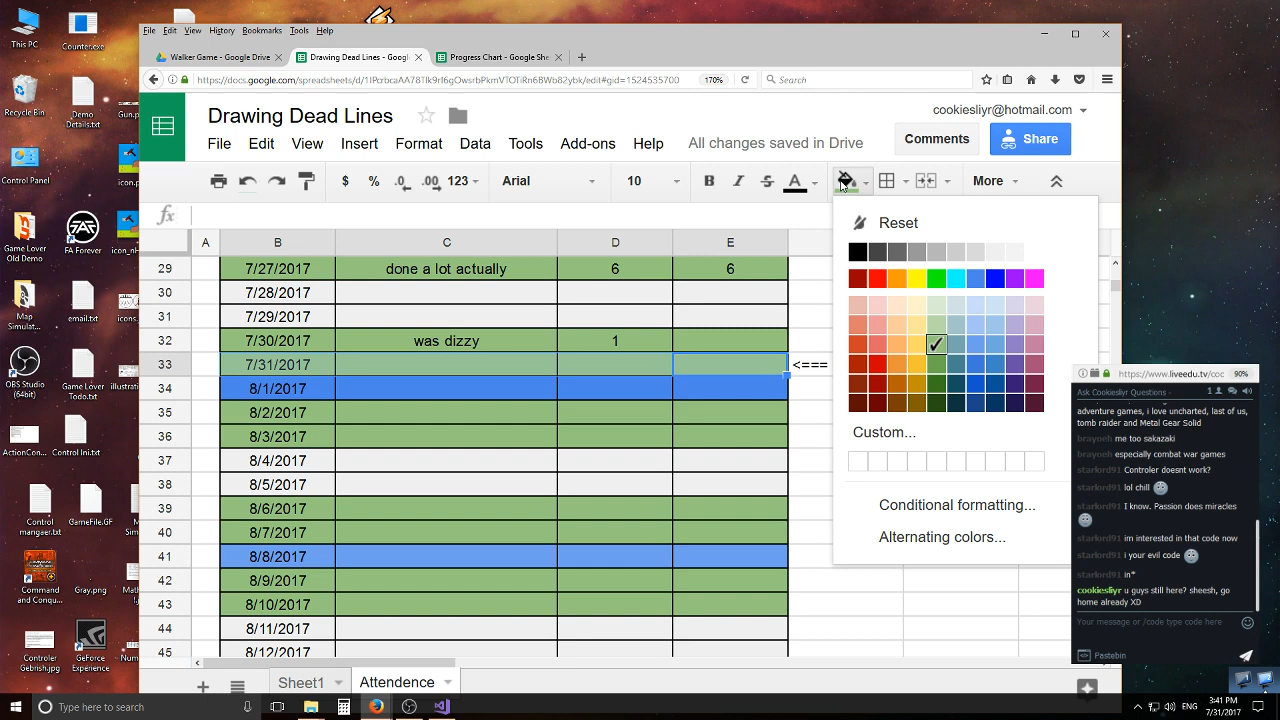 This PC
Counter.exe
Recycle Bin
Demo
Details.txt
Gun.p
Control Panel
icon_n
Game Lover
Old Demo
FA Forever
icon_nH
Map
Simulat...
email.txt
OBS Studio
(64bit)
Game Lover
Todo.txt
illustrati
ActionCon...
Control Ini.txt
Control
mangaer.txt
GameFile.GF
Command
and Conqu...
Gray.png
Controler
Gebnsh.jpg
GeForce
Experience
Num
File Edit View History Bookmarks Tools Help
Walker Game - Google Drive
Drawing Dead Lines - Googl
Progress Chart - Google She
https://docs.google.com/spreadsheets/d/1IPcrbcaAA78TIk9rI6gOwsrbPkmVTOTiRn6BWb82ybk/edit#gid=1524535700
170%
Search
Drawing Dead Lines
cookiesliyr@hotmail.com
File Edit View Insert Format Data Tools Add-ons Help
All changes saved in Drive
Comments
Share
$ % .0 .00 123
Arial
10
B I S A
More
fx
A B C D E
29 7/27/2017 done a lot actually 6 6
30 7/28/2017
31 7/29/2017
32 7/30/2017 was dizzy 1
33 7/31/2017 <===
34 8/1/2017
35 8/2/2017
36 8/3/2017
37 8/4/2017
38 8/5/2017
39 8/6/2017
40 8/7/2017
41 8/8/2017
42 8/9/2017
43 8/10/2017
44 8/11/2017
45 8/12/2017
Reset
Custom...
Conditional formatting...
Alternating colors...
Sheet1
Attendence
https://www.liveedu.tv/coc
90%
Ask Cookiesliyr Questions -
1
adventure games, i love uncharted, last of us,
tomb raider and Metal Gear Solid
brayoeh me too sakazaki
brayoeh especially combat war games
starlord91 Controler doesnt work?
starlord91 lol chill
starlord91 I know. Passion does miracles
starlord91 im interested in that code now
starlord91 i your evil code
starlord91 in*
cookiesliyr u guys still here? sheesh, go
home already XD
Your message or /code type code here
Pastebin
Type here to search
ENG
3:41 PM
7/31/2017